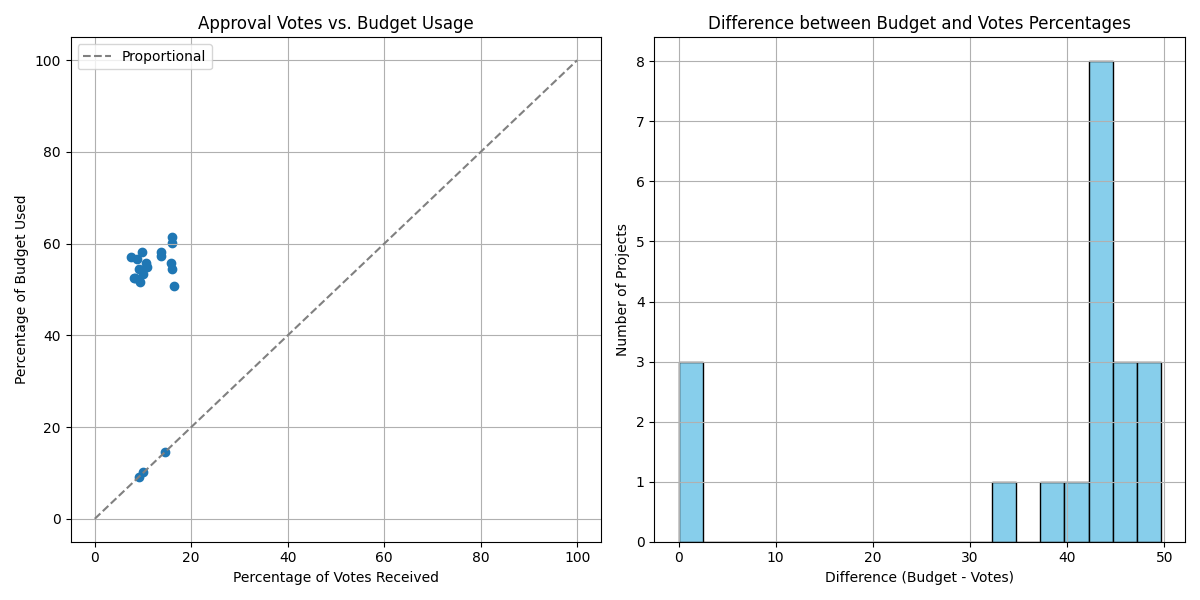 Approval Votes vs. Budget Usage
Proportional
100
80
60
40
20
0
Percentage of Budget Used
0 20 40 60 80 100
Percentage of Votes Received
Difference between Budget and Votes Percentages
8
7
6
5
4
3
2
1
0
Number of Projects
0 10 20 30 40 50
Difference (Budget - Votes)